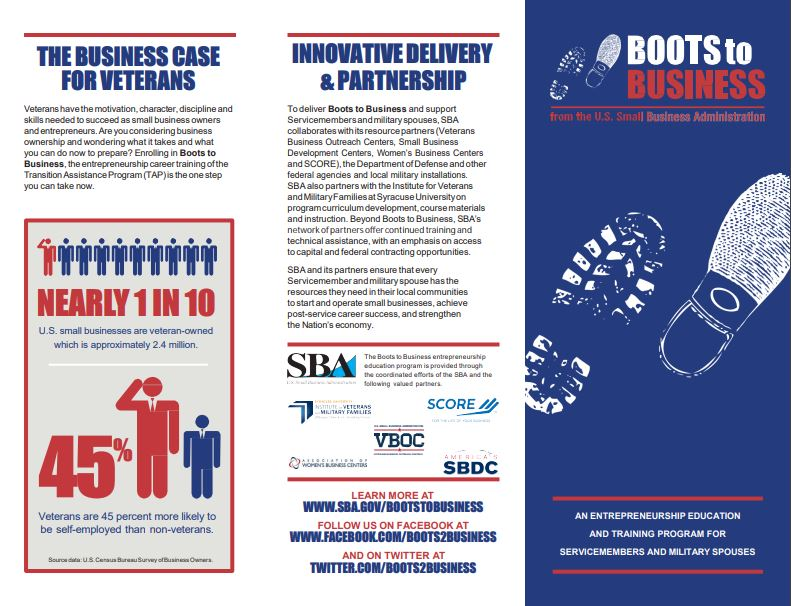 THE BUSINESS CASE
FOR VETERANS
Veterans have the motivation, character, discipline and
skills needed to succeed as small business owners
and entrepreneurs. Are you considering business
ownership and wondering what it takes and what
you can do now to prepare? Enrolling in Boots to
Business, the entrepreneurship career training of the
Transition Assistance Program (TAP) is the one step
you can take now.
NEARLY 1 IN 10
U.S. small businesses are veteran-owned
which is approximately 2.4 million.
45%
Veterans are 45 percent more likely to
be self-employed than non-veterans.
Source data: U.S. Census Bureau Survey of Business Owners.
INNOVATIVE DELIVERY
& PARTNERSHIP
To deliver Boots to Business and support
Servicemembers and military spouses, SBA
collaborates with its resource partners (Veterans
Business Outreach Centers, Small Business
Development Centers, Women's Business Centers
and SCORE), the Department of Defense and other
federal agencies and local military installations.
SBA also partners with the Institute for Veterans
and Military Families at Syracuse University on
program curriculum development, course materials
and instruction. Beyond Boots to Business, SBA's
network of partners offer continued training and
technical assistance, with an emphasis on access
to capital and federal contracting opportunities.
SBA and its partners ensure that every
Servicemember and military spouse has the
resources they need in their local communities
to start and operate small businesses, achieve
post-service career success, and strengthen
the Nation's economy.
SBA
U.S. Small Business Administration
The Boots to Business entrepreneurship
education program is provided through
the coordinated efforts of the SBA and the
following valued partners.
INSTITUTE for VETERANS
and MILITARY FAMILIES
SCORE
FOR THE LIFE OF YOUR BUSINESS
VBOC
ASSOCIATION OF
WOMEN'S BUSINESS CENTERS
AMERICA'S
SBDC
LEARN MORE AT
WWW.SBA.GOV/BOOTSTOBUSINESS
FOLLOW US ON FACEBOOK AT
WWW.FACEBOOK.COM/BOOTS2BUSINESS
AND ON TWITTER AT
TWITTER.COM/BOOTS2BUSINESS
BOOTS to
BUSINESS
from the U.S. Small Business Administration
AN ENTREPRENEURSHIP EDUCATION
AND TRAINING PROGRAM FOR
SERVICEMEMBERS AND MILITARY SPOUSES